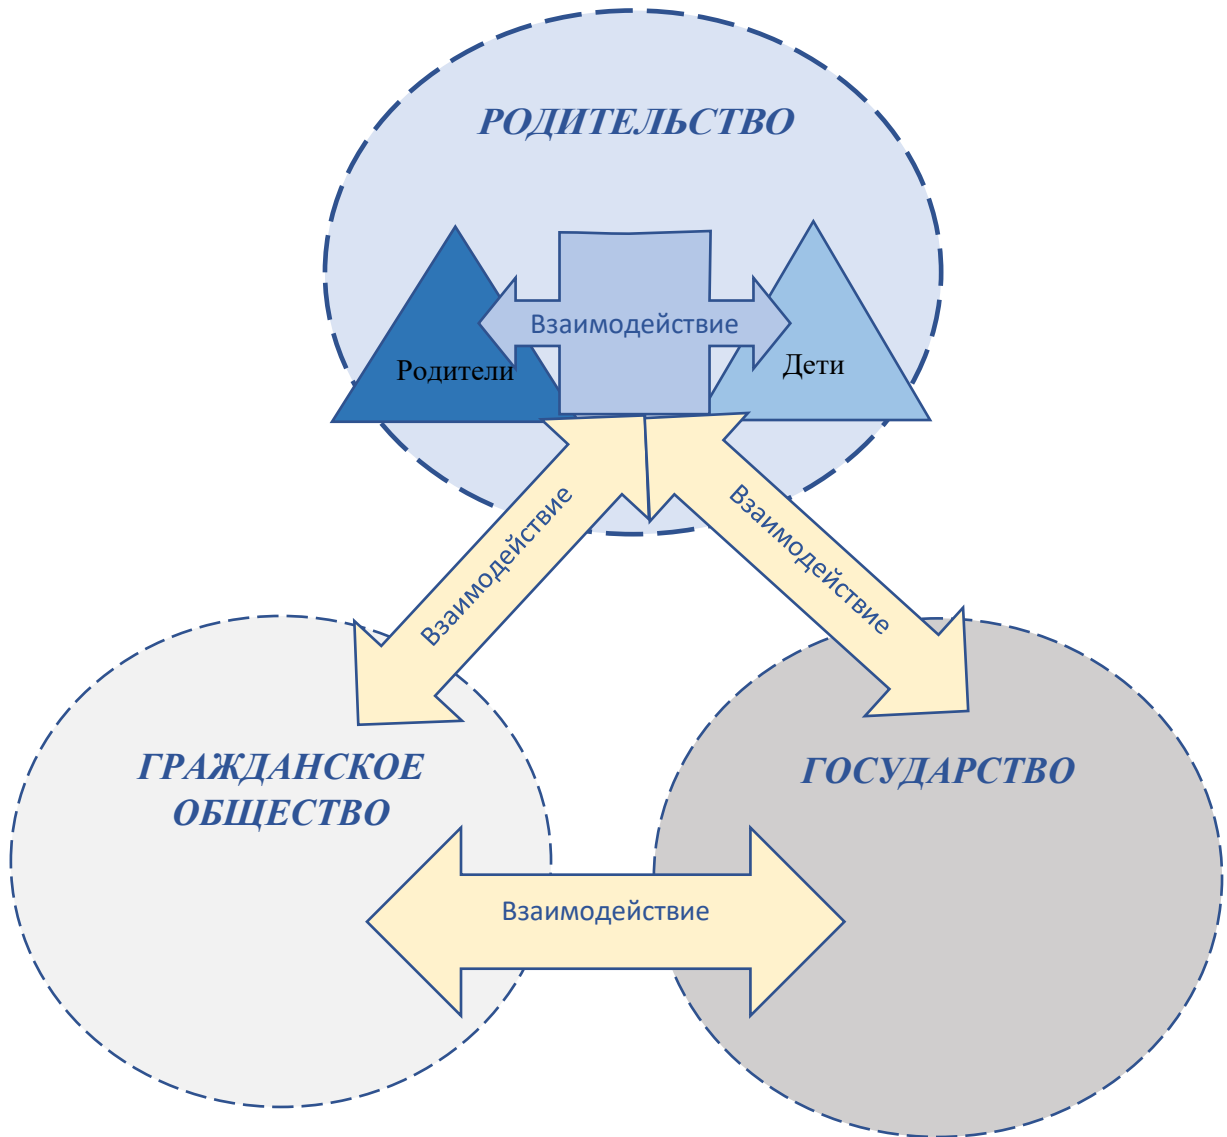 РОДИТЕЛЬСТВО
Взаимодействие
Родители
Дети
Взаимодействие
Взаимодействие
ГРАЖДАНСКОЕ
ОБЩЕСТВО
ГОСУДАРСТВО
Взаимодействие